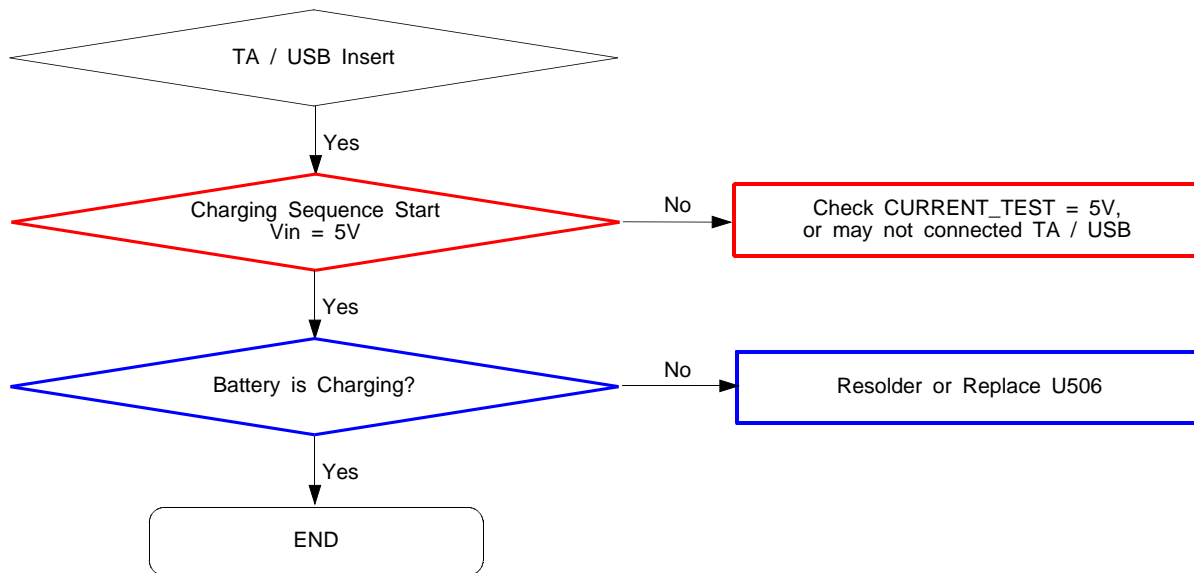 TA / USB Insert
Yes
Charging Sequence Start
Vin = 5V
No
Check CURRENT_TEST = 5V,
or may not connected TA / USB
Yes
Battery is Charging?
No
Resolder or Replace U506
Yes
END